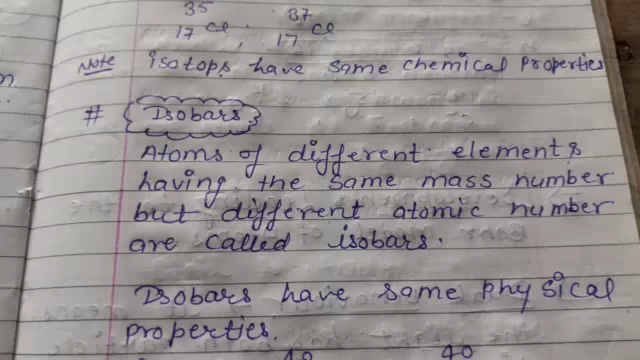 35 37
17 Cl , 17 Cl
Note isotops have same chemical properties
# Isobars
Atoms of different elements
having the same mass number
but different atomic number
are called isobars.
Isobars have same physical
properties.
40 40